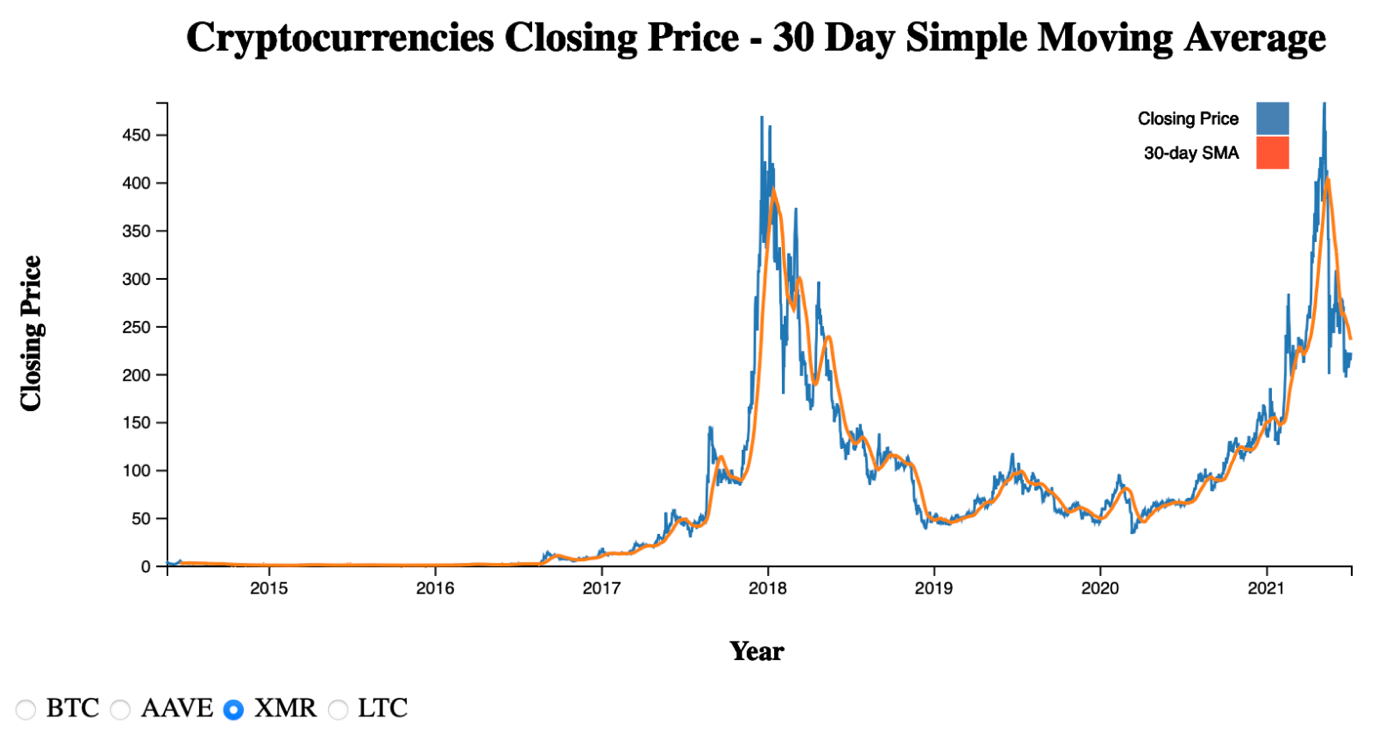 Cryptocurrencies Closing Price - 30 Day Simple Moving Average
Closing Price
30-day SMA
Closing Price
450
400
350
300
250
200
150
100
50
0
2015 2016 2017 2018 2019 2020 2021
Year
BTC AAVE XMR LTC